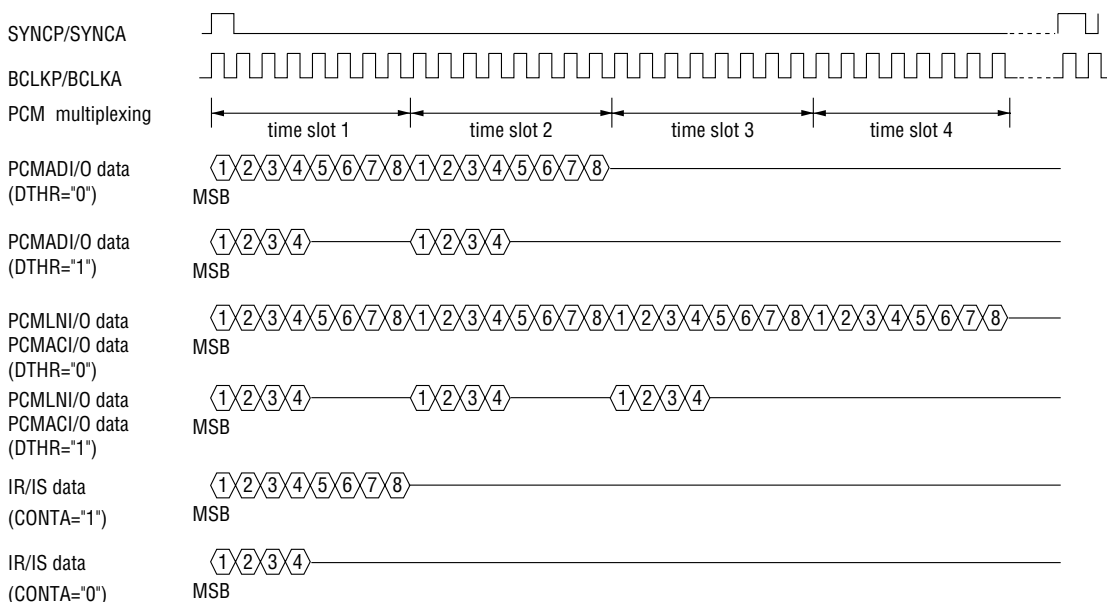 SYNCP/SYNCA
BCLKP/BCLKA
PCM multiplexing
time slot 1 time slot 2 time slot 3 time slot 4
PCMADI/O data
(DTHR="0")
1 2 3 4 5 6 7 8 1 2 3 4 5 6 7 8
MSB
PCMADI/O data
(DTHR="1")
1 2 3 4 1 2 3 4
MSB
PCMLNI/O data
PCMACI/O data
(DTHR="0")
1 2 3 4 5 6 7 8 1 2 3 4 5 6 7 8 1 2 3 4 5 6 7 8 1 2 3 4 5 6 7 8
MSB
PCMLNI/O data
PCMACI/O data
(DTHR="1")
1 2 3 4 1 2 3 4 1 2 3 4
MSB
IR/IS data
(CONTA="1")
1 2 3 4 5 6 7 8
MSB
IR/IS data
(CONTA="0")
1 2 3 4
MSB